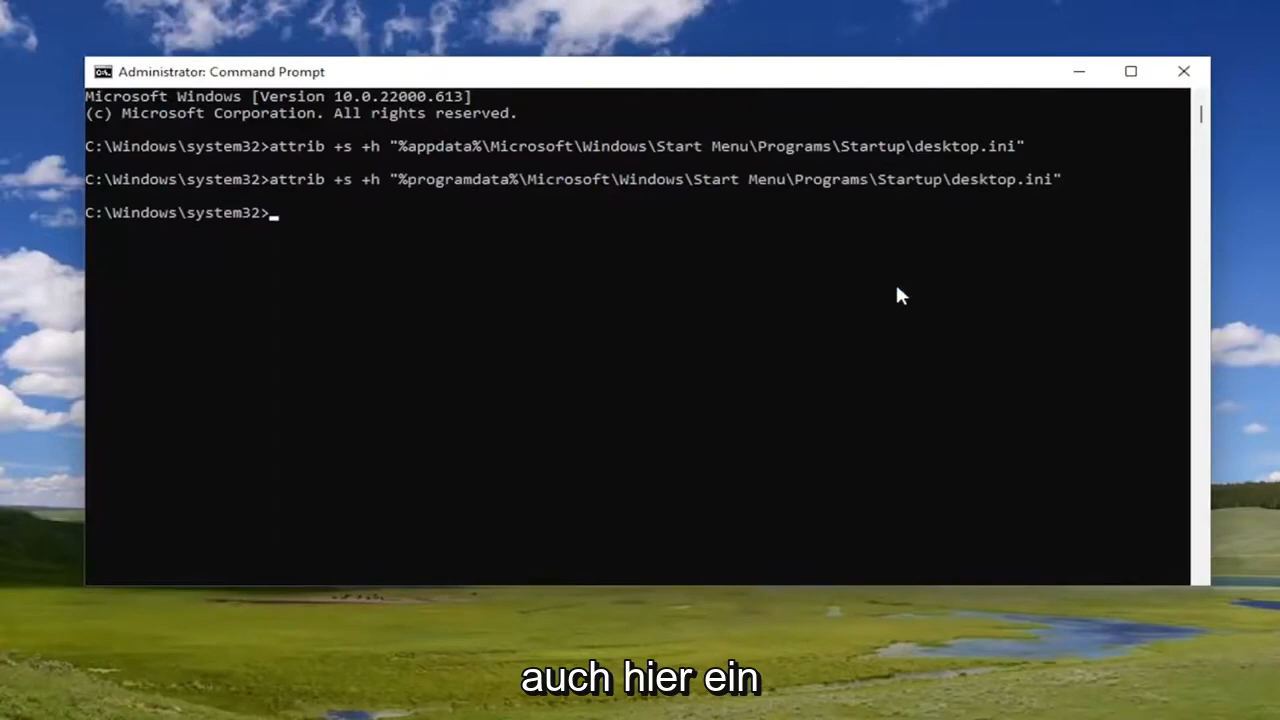 Administrator: Command Prompt
Microsoft Windows [Version 10.0.22000.613]
(c) Microsoft Corporation. All rights reserved.
C:\Windows\system32>attrib +s +h "%appdata%\Microsoft\Windows\Start Menu\Programs\Startup\desktop.ini"
C:\Windows\system32>attrib +s +h "%programdata%\Microsoft\Windows\Start Menu\Programs\Startup\desktop.ini"
C:\Windows\system32>
auch hier ein